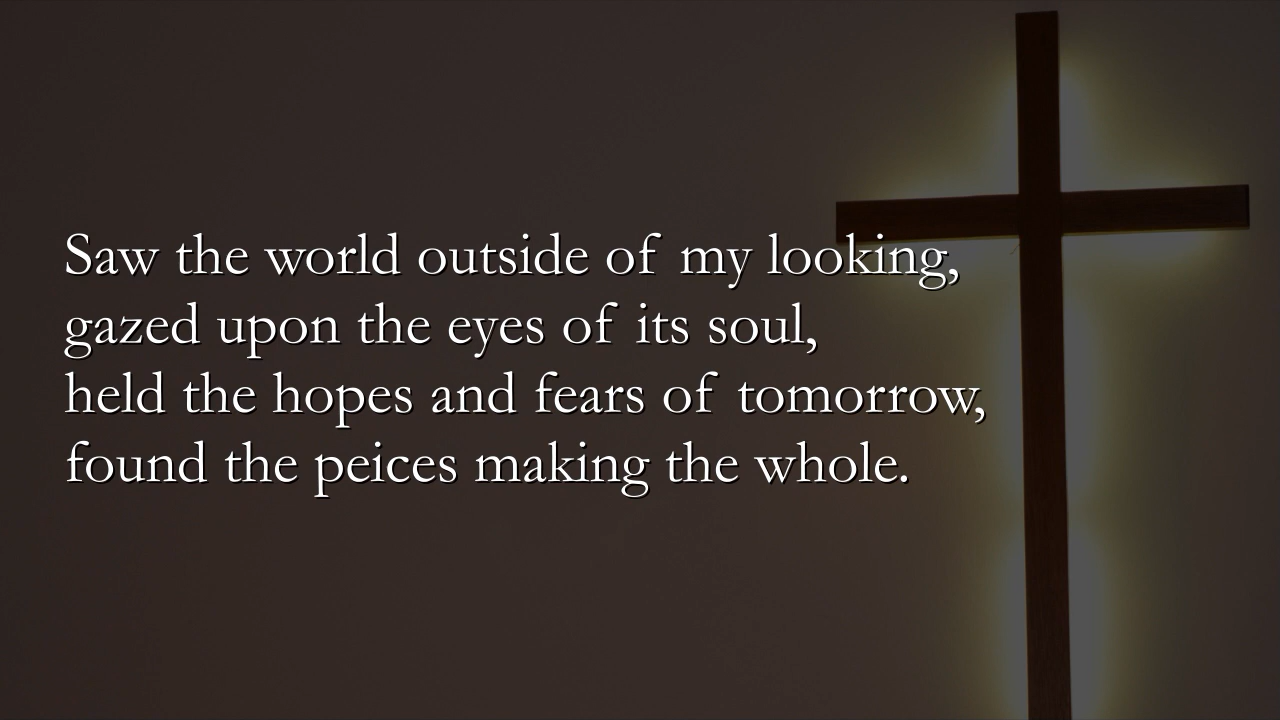 Saw the world outside of my looking,
gazed upon the eyes of its soul,
held the hopes and fears of tomorrow,
found the peices making the whole.